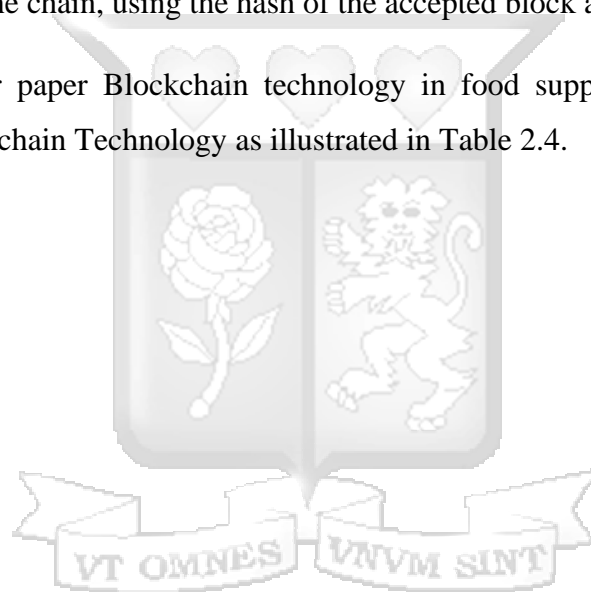 ne chain, using the hash of the accepted block a
r paper Blockchain technology in food supp
chain Technology as illustrated in Table 2.4.
VT OMNES VNVM SINT